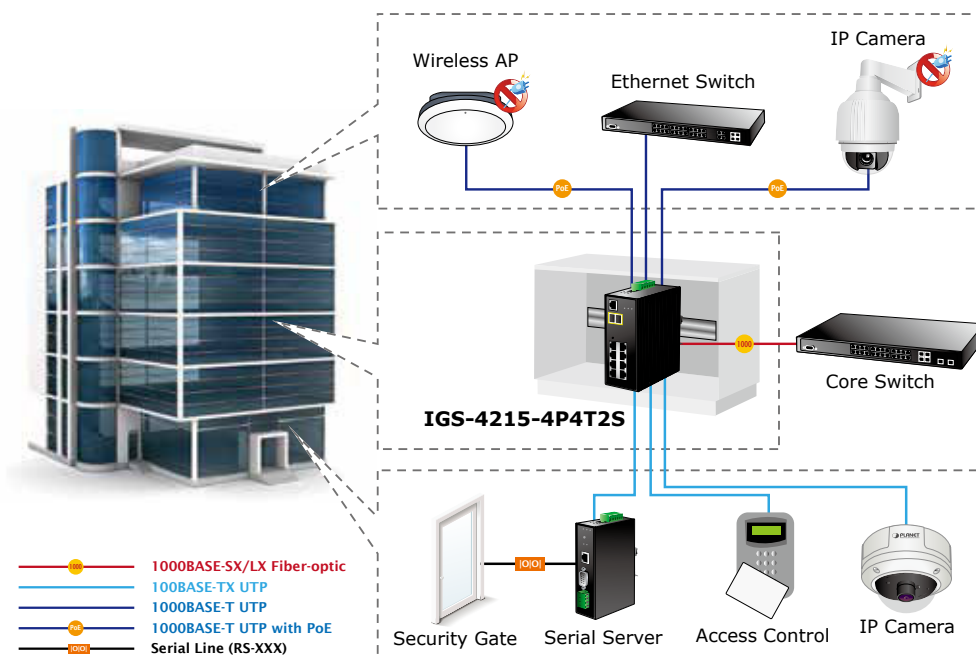 IP Camera
Wireless AP
Ethernet Switch
PoE
PoE
1000
Core Switch
IGS-4215-4P4T2S
PLANET
1000
1000BASE-SX/LX Fiber-optic
100BASE-TX UTP
1000BASE-T UTP
PoE
1000BASE-T UTP with PoE
|O|O|
Serial Line (RS-XXX)
|O|O|
Security Gate
Serial Server
Access Control
IP Camera